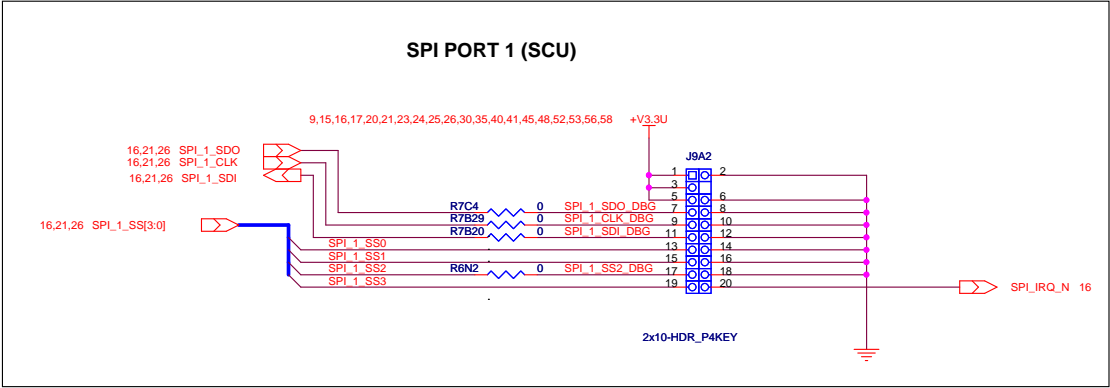 SPI PORT 1 (SCU)
9,15,16,17,20,21,23,24,25,26,30,35,40,41,45,48,52,53,56,58 +V3.3U
J9A2
16,21,26 SPI_1_SDO
16,21,26 SPI_1_CLK
16,21,26 SPI_1_SDI
1 2
3
5 6
R7C4 0 SPI_1_SDO_DBG 7 8
16,21,26 SPI_1_SS[3:0] R7B29 0 SPI_1_CLK_DBG 9 10
R7B20 0 SPI_1_SDI_DBG 11 12
SPI_1_SS0 13 14
SPI_1_SS1 15 16
SPI_1_SS2 R6N2 0 SPI_1_SS2_DBG 17 18
SPI_1_SS3 19 20 SPI_IRQ_N 16
2x10-HDR_P4KEY